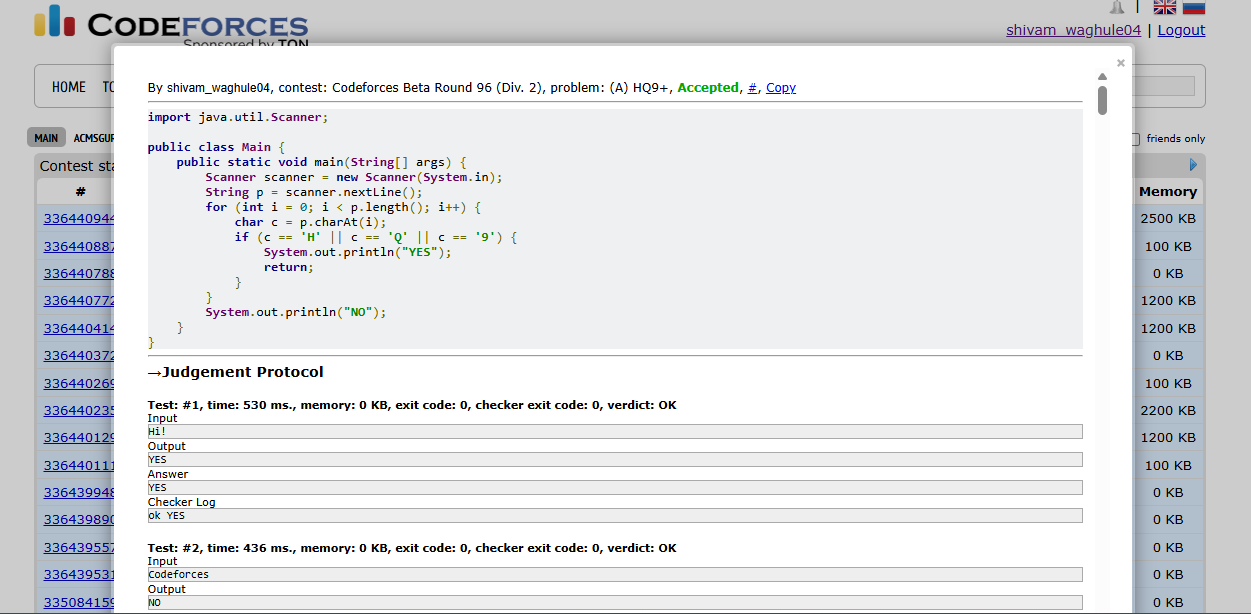 CODEFORCES
Sponsored by TON
shivam_waghule04 | Logout
HOME
friends only
MAIN ACMSGUR
Contest sta
# Memory
336440944 2500 KB
336440887 100 KB
336440788 0 KB
336440772 1200 KB
336440414 1200 KB
336440372 0 KB
336440269 100 KB
336440235 2200 KB
336440129 1200 KB
336440111 100 KB
336439948 0 KB
336439890 0 KB
336439557 0 KB
336439531 0 KB
335084159 0 KB
×
By shivam_waghule04, contest: Codeforces Beta Round 96 (Div. 2), problem: (A) HQ9+, Accepted, #, Copy
import java.util.Scanner;
public class Main {
public static void main(String[] args) {
Scanner scanner = new Scanner(System.in);
String p = scanner.nextLine();
for (int i = 0; i < p.length(); i++) {
char c = p.charAt(i);
if (c == 'H' || c == 'Q' || c == '9') {
System.out.println("YES");
return;
}
}
System.out.println("NO");
}
}
→Judgement Protocol
Test: #1, time: 530 ms., memory: 0 KB, exit code: 0, checker exit code: 0, verdict: OK
Input
Hi!
Output
YES
Answer
YES
Checker Log
ok YES
Test: #2, time: 436 ms., memory: 0 KB, exit code: 0, checker exit code: 0, verdict: OK
Input
Codeforces
Output
NO